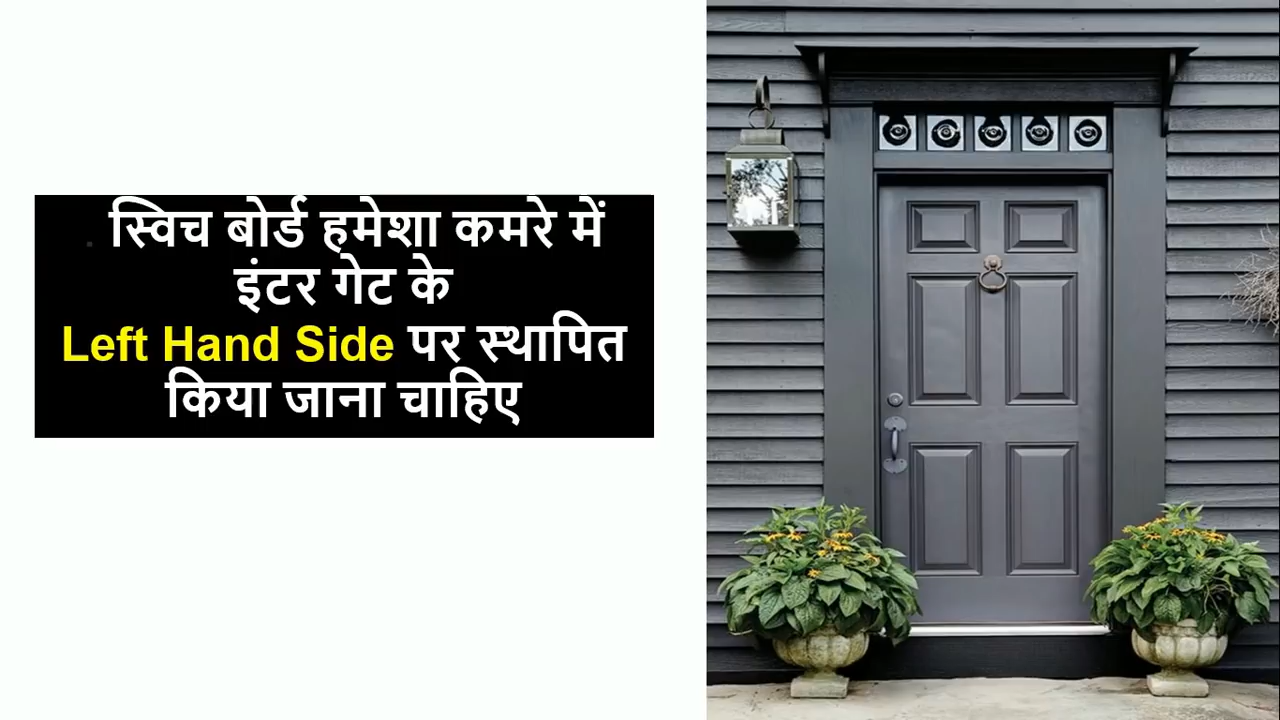 स्विच बोर्ड हमेशा कमरे में
इंटर गेट के
Left Hand Side पर स्थापित
किया जाना चाहिए